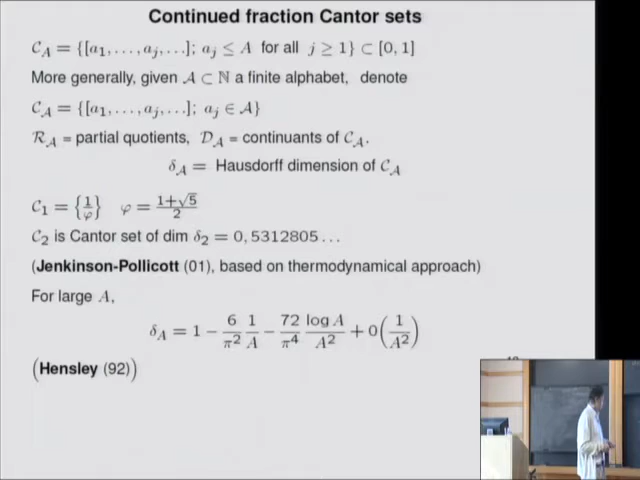 Continued fraction Cantor sets
C_A = {[a_1, ..., a_j, ...]; a_j ≤ A for all j ≥ 1} ⊂ [0, 1]
More generally, given 𝒜 ⊂ ℕ a finite alphabet, denote
C_𝒜 = {[a_1, ..., a_j, ...]; a_j ∈ 𝒜}
R_𝒜 = partial quotients, D_𝒜 = continuants of C_𝒜.
δ_𝒜 = Hausdorff dimension of C_𝒜
C_1 = {1/φ} φ = (1+√5)/2
C_2 is Cantor set of dim δ_2 = 0, 5312805...
(Jenkinson-Pollicott (01), based on thermodynamical approach)
For large A,
δ_A = 1 − 6/π² 1/A − 72/π⁴ log A/A² + 0(1/A²)
(Hensley (92))